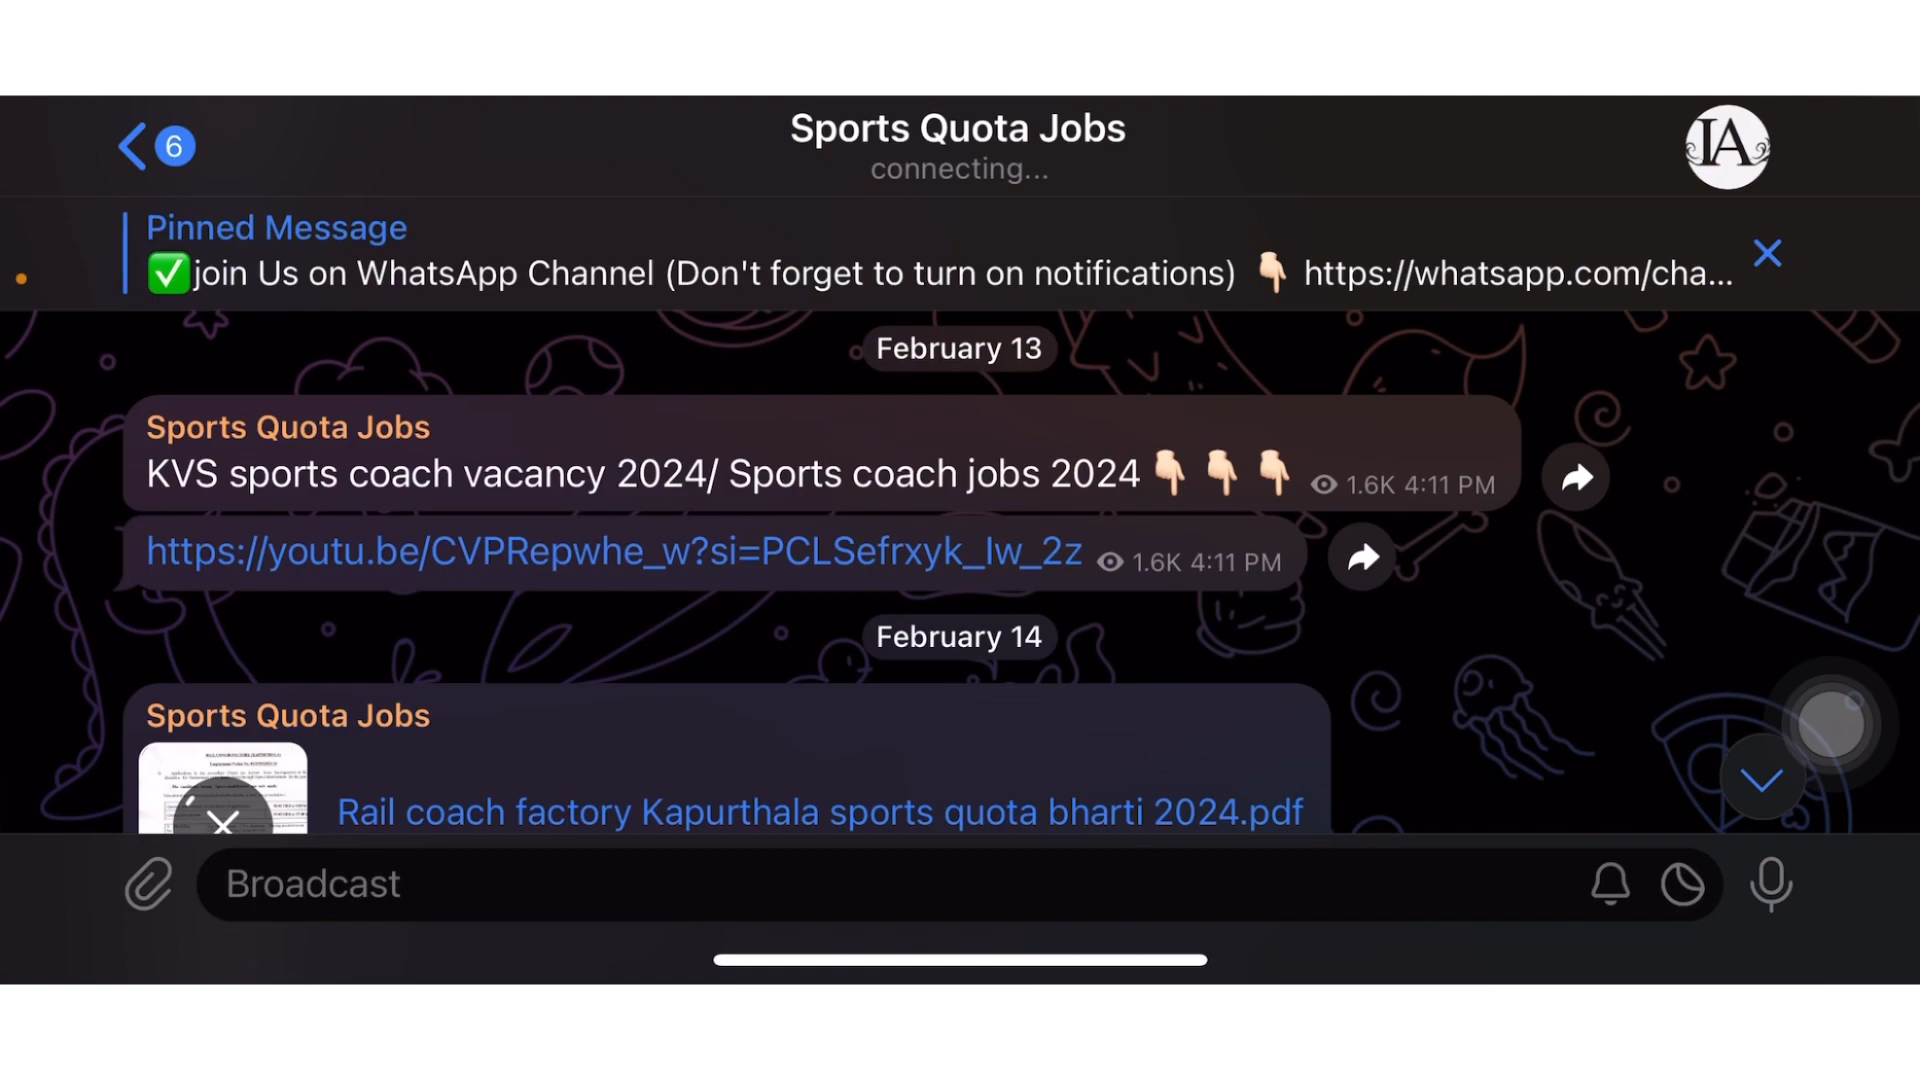 6
Sports Quota Jobs
connecting...
IA
Pinned Message
✅join Us on WhatsApp Channel (Don't forget to turn on notifications) 👇🏻 https://whatsapp.com/cha...
February 13
Sports Quota Jobs
KVS sports coach vacancy 2024/ Sports coach jobs 2024👇🏻👇🏻👇🏻 1.6K 4:11 PM
https://youtu.be/CVPRepwhe_w?si=PCLSefrxyk_Iw_2z 1.6K 4:11 PM
February 14
Sports Quota Jobs
Rail coach factory Kapurthala sports quota bharti 2024.pdf
Broadcast